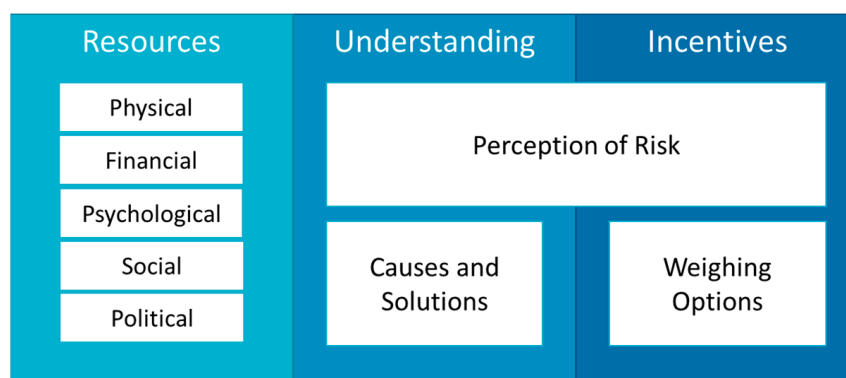 Resources
Understanding
Incentives
Physical
Financial
Psychological
Social
Political
Perception of Risk
Causes and
Solutions
Weighing
Options